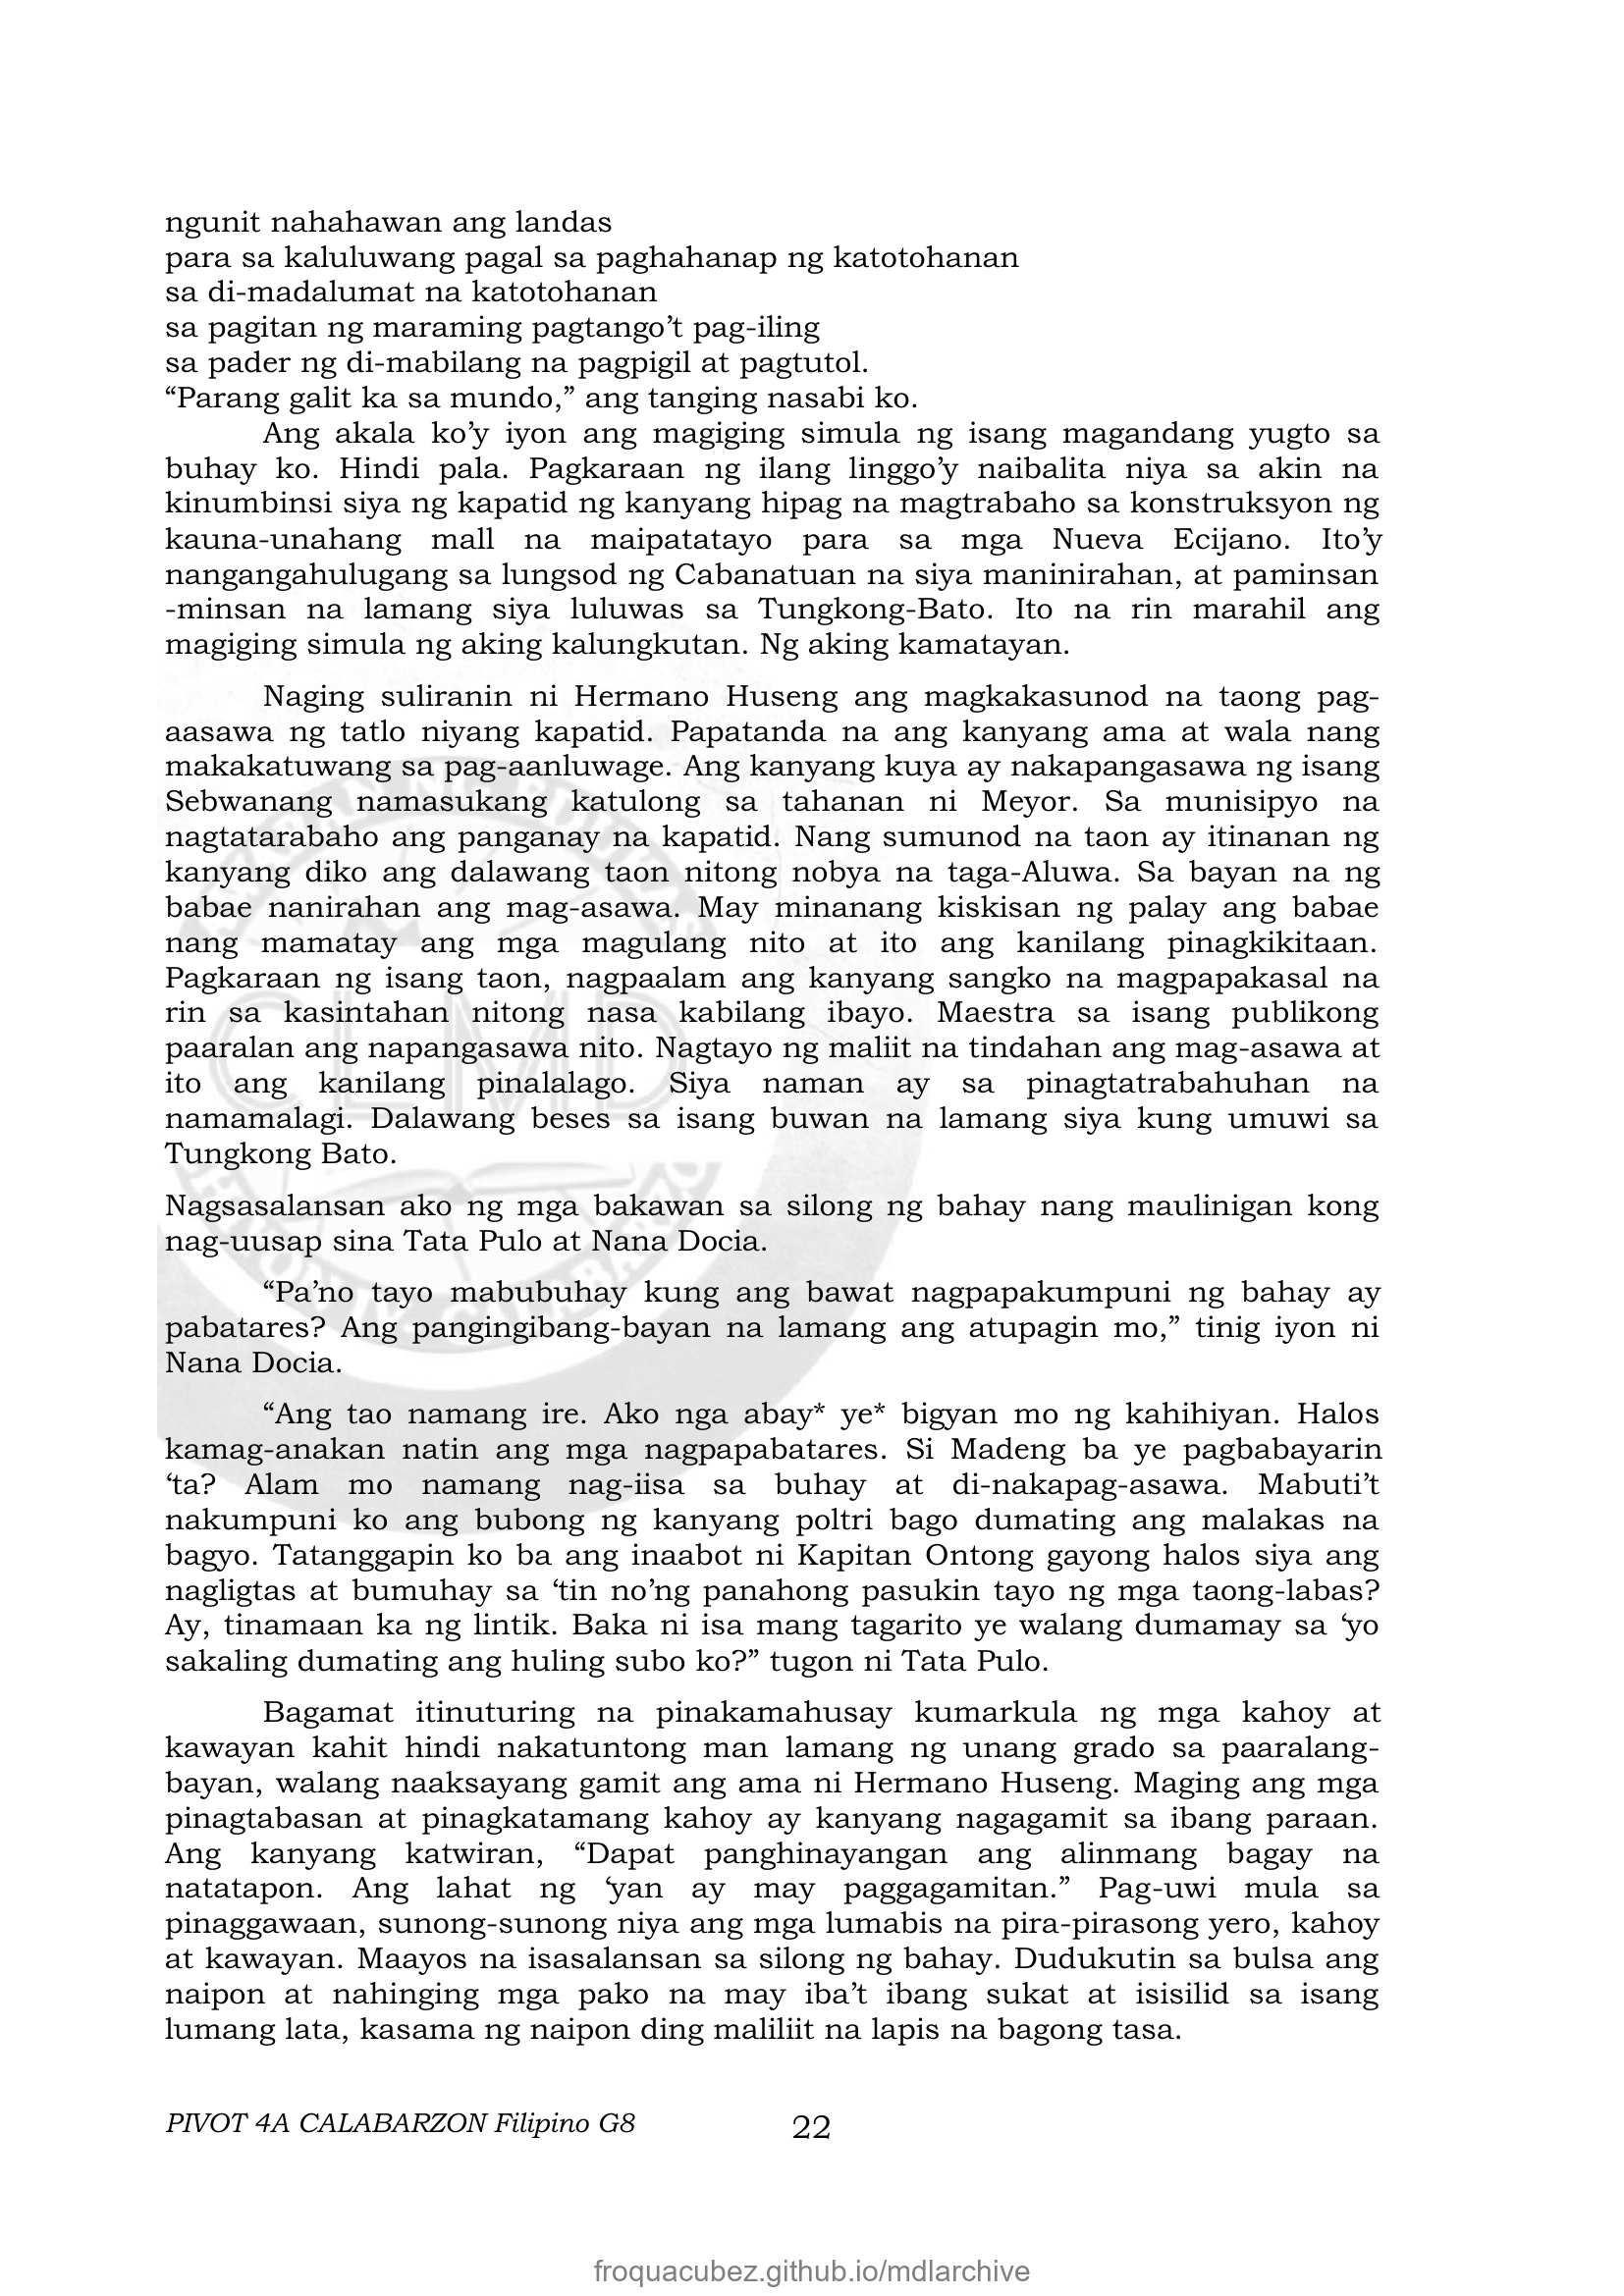 ngunit nahahawan ang landas
para sa kaluluwang pagal sa paghahanap ng katotohanan
sa di-madalumat na katotohanan
sa pagitan ng maraming pagtango’t pag-iling
sa pader ng di-mabilang na pagpigil at pagtutol.
“Parang galit ka sa mundo,” ang tanging nasabi ko.
Ang akala ko’y iyon ang magiging simula ng isang magandang yugto sa
buhay ko. Hindi pala. Pagkaraan ng ilang linggo’y naibalita niya sa akin na
kinumbinsi siya ng kapatid ng kanyang hipag na magtrabaho sa konstruksyon ng
kauna-unahang mall na maipatatayo para sa mga Nueva Ecijano. Ito’y
nangangahulugang sa lungsod ng Cabanatuan na siya maninirahan, at paminsan
-minsan na lamang siya luluwas sa Tungkong-Bato. Ito na rin marahil ang
magiging simula ng aking kalungkutan. Ng aking kamatayan.
Naging suliranin ni Hermano Huseng ang magkakasunod na taong pag-
aasawa ng tatlo niyang kapatid. Papatanda na ang kanyang ama at wala nang
makakatuwang sa pag-aanluwage. Ang kanyang kuya ay nakapangasawa ng isang
Sebwanang namasukang katulong sa tahanan ni Meyor. Sa munisipyo na
nagtatarabaho ang panganay na kapatid. Nang sumunod na taon ay itinanan ng
kanyang diko ang dalawang taon nitong nobya na taga-Aluwa. Sa bayan na ng
babae nanirahan ang mag-asawa. May minanang kiskisan ng palay ang babae
nang mamatay ang mga magulang nito at ito ang kanilang pinagkikitaan.
Pagkaraan ng isang taon, nagpaalam ang kanyang sangko na magpapakasal na
rin sa kasintahan nitong nasa kabilang ibayo. Maestra sa isang publikong
paaralan ang napangasawa nito. Nagtayo ng maliit na tindahan ang mag-asawa at
ito ang kanilang pinalalago. Siya naman ay sa pinagtatrabahuhan na
namamalagi. Dalawang beses sa isang buwan na lamang siya kung umuwi sa
Tungkong Bato.
Nagsasalansan ako ng mga bakawan sa silong ng bahay nang maulinigan kong
nag-uusap sina Tata Pulo at Nana Docia.
“Pa’no tayo mabubuhay kung ang bawat nagpapakumpuni ng bahay ay
pabatares? Ang pangingibang-bayan na lamang ang atupagin mo,” tinig iyon ni
Nana Docia.
“Ang tao namang ire. Ako nga abay* ye* bigyan mo ng kahihiyan. Halos
kamag-anakan natin ang mga nagpapabatares. Si Madeng ba ye pagbabayarin
‘ta? Alam mo namang nag-iisa sa buhay at di-nakapag-asawa. Mabuti’t
nakumpuni ko ang bubong ng kanyang poltri bago dumating ang malakas na
bagyo. Tatanggapin ko ba ang inaabot ni Kapitan Ontong gayong halos siya ang
nagligtas at bumuhay sa ‘tin no’ng panahong pasukin tayo ng mga taong-labas?
Ay, tinamaan ka ng lintik. Baka ni isa mang tagarito ye walang dumamay sa ‘yo
sakaling dumating ang huling subo ko?” tugon ni Tata Pulo.
Bagamat itinuturing na pinakamahusay kumarkula ng mga kahoy at
kawayan kahit hindi nakatuntong man lamang ng unang grado sa paaralang-
bayan, walang naaksayang gamit ang ama ni Hermano Huseng. Maging ang mga
pinagtabasan at pinagkatamang kahoy ay kanyang nagagamit sa ibang paraan.
Ang kanyang katwiran, “Dapat panghinayangan ang alinmang bagay na
natatapon. Ang lahat ng ‘yan ay may paggagamitan.” Pag-uwi mula sa
pinaggawaan, sunong-sunong niya ang mga lumabis na pira-pirasong yero, kahoy
at kawayan. Maayos na isasalansan sa silong ng bahay. Dudukutin sa bulsa ang
naipon at nahinging mga pako na may iba’t ibang sukat at isisilid sa isang
lumang lata, kasama ng naipon ding maliliit na lapis na bagong tasa.
PIVOT 4A CALABARZON Filipino G8
22
CLMD
froquacubez.github.io/mdlarchive